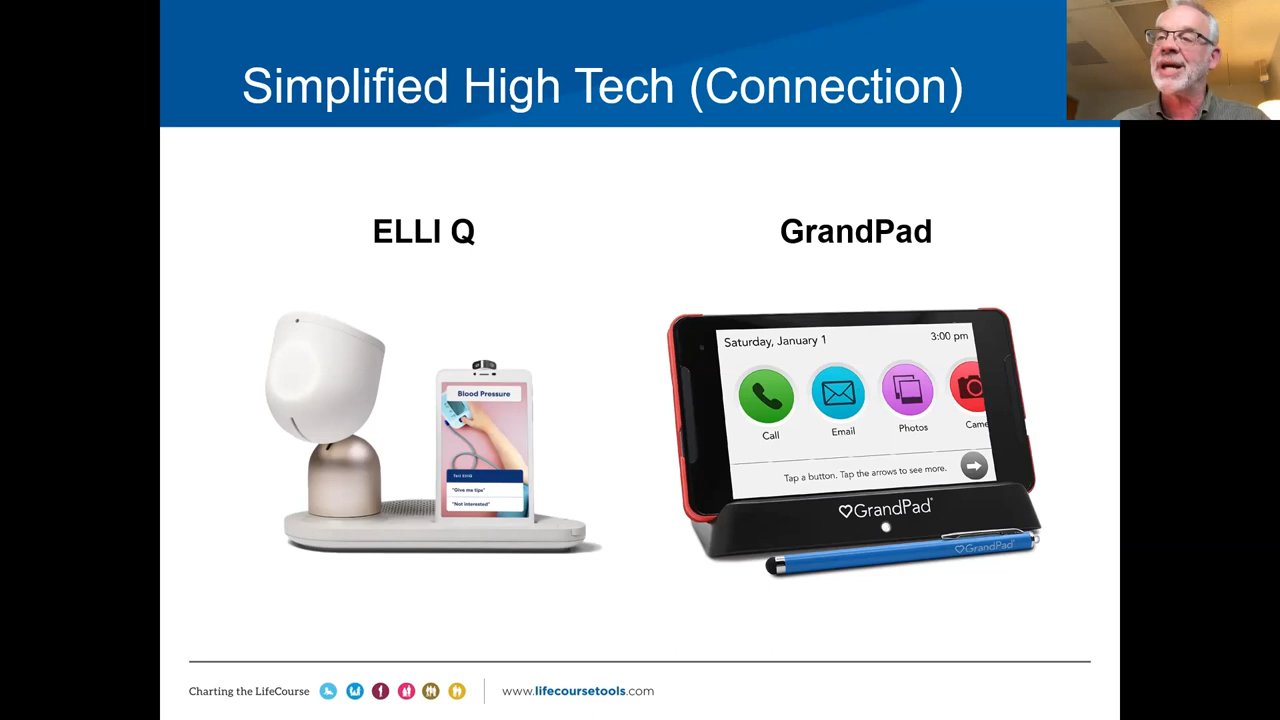 Simplified High Tech (Connection)
ELLI Q
GrandPad
Blood Pressure
"Give me tips"
"Not interested"
Saturday, January 1
3:00 pm
Call
Email
Photos
Came
Tap a button. Tap the arrows to see more.
GrandPad
GrandPad
Charting the LifeCourse
www.lifecoursetools.com